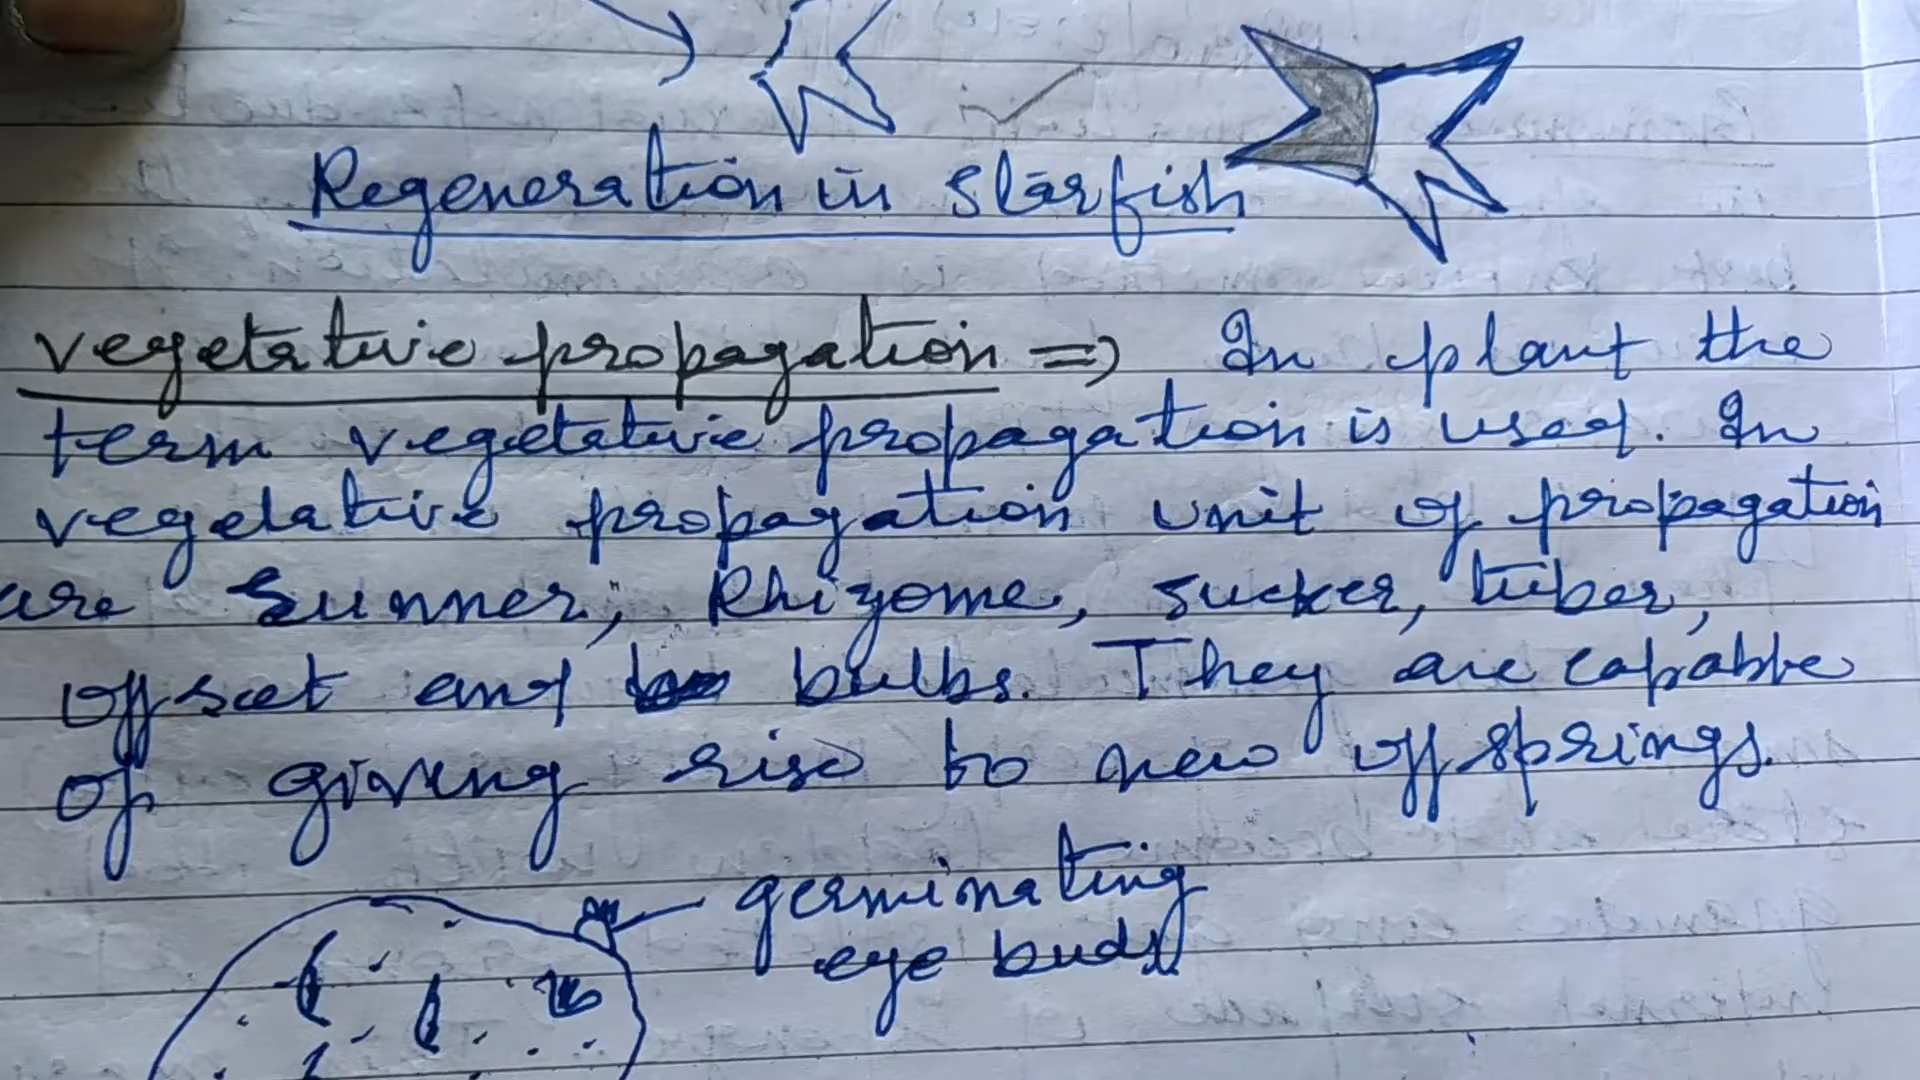 Regeneration in Starfish
vegetative propagation => In plant the
term vegetative propagation is used. In
vegetative propagation unit of propagation
are Sunner, Rhizome, sucker, tuber,
offset and bulbs. They are capable
of giving rise to new offsprings.
germinating
eye buds